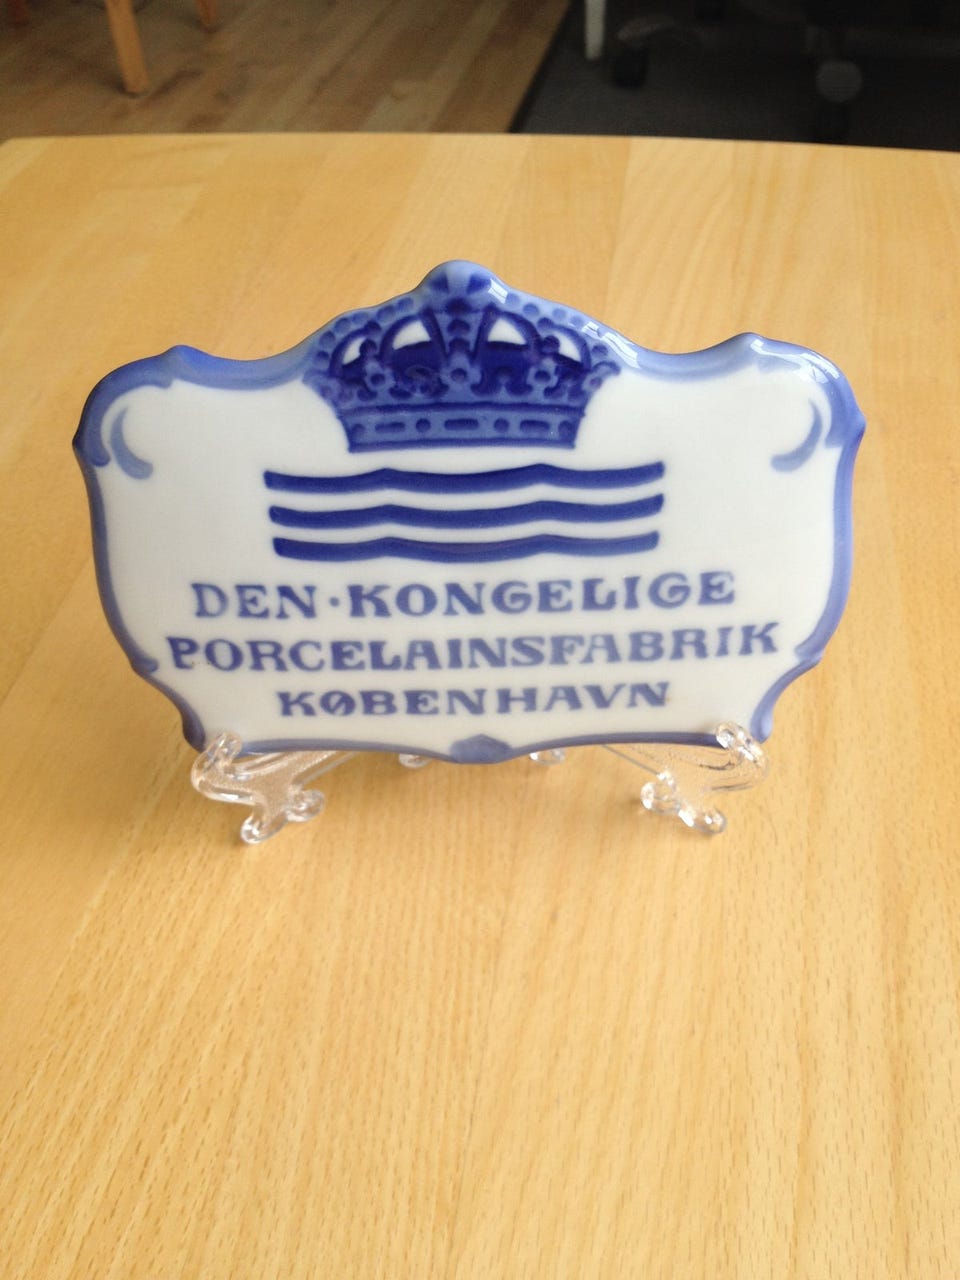 DEN · KONGELIGE
PORCELAINSFABRIK
KØBENHAVN